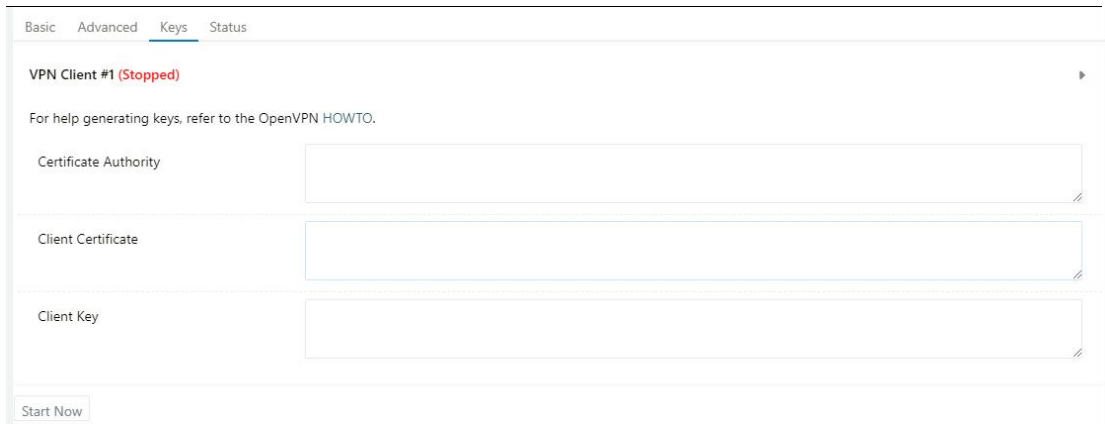 Basic Advanced Keys Status
VPN Client #1 (Stopped)
For help generating keys, refer to the OpenVPN HOWTO.
Certificate Authority
Client Certificate
Client Key
Start Now